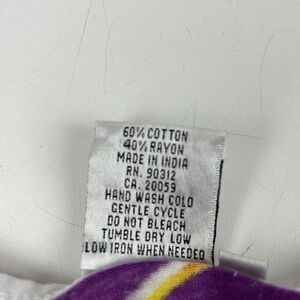 60% COTTON
40% RAYON
MADE IN INDIA
RN. 90312
CA. 20059
HAND WASH COLD
GENTLE CYCLE
DO NOT BLEACH
TUMBLE DRY LOW
LOW IRON WHEN NEEDED